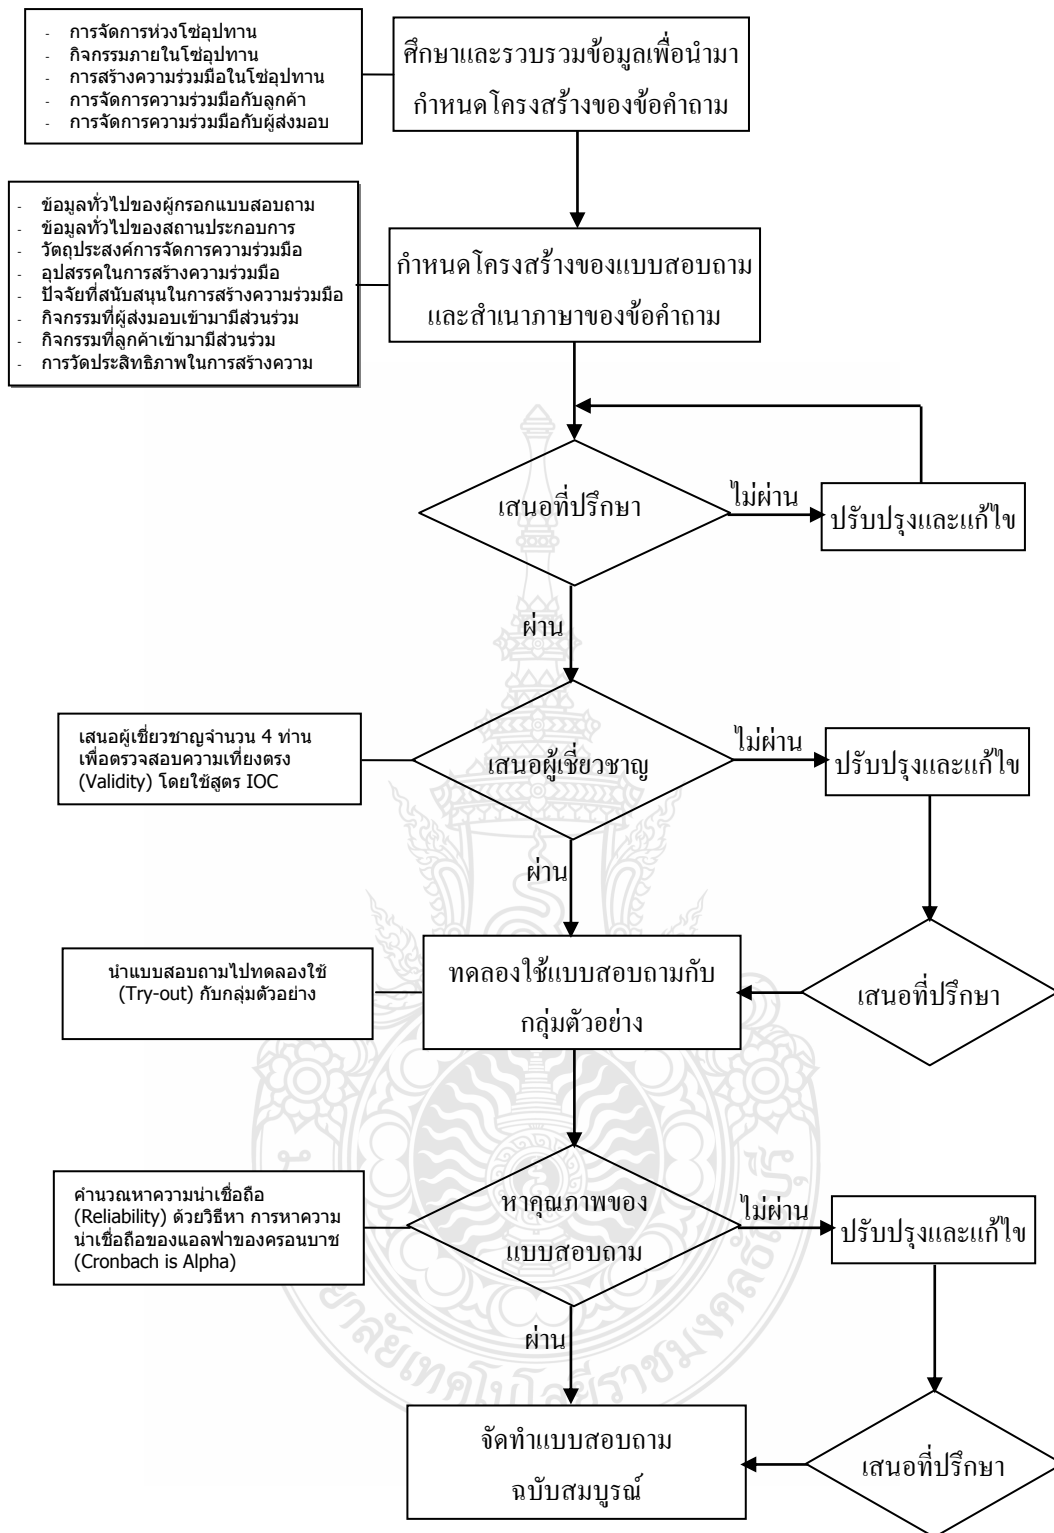 - การจัดการห่วงโซ่อุปทาน
- กิจกรรมภายในโซ่อุปทาน
- การสร้างความร่วมมือในโซ่อุปทาน
- การจัดการความร่วมมือกับลูกค้า
- การจัดการความร่วมมือกับผู้ส่งมอบ
ศึกษาและรวบรวมข้อมูลเพื่อนำมา
กำหนดโครงสร้างของข้อคำถาม
- ข้อมูลทั่วไปของผู้กรอกแบบสอบถาม
- ข้อมูลทั่วไปของสถานประกอบการ
- วัตถุประสงค์การจัดการความร่วมมือ
- อุปสรรคในการสร้างความร่วมมือ
- ปัจจัยที่สนับสนุนในการสร้างความร่วมมือ
- กิจกรรมที่ผู้ส่งมอบเข้ามามีส่วนร่วม
- กิจกรรมที่ลูกค้าเข้ามามีส่วนร่วม
- การวัดประสิทธิภาพในการสร้างความ
กำหนดโครงสร้างของแบบสอบถาม
และสำเนาภาษาของข้อคำถาม
เสนอที่ปรึกษา
ไม่ผ่าน
ปรับปรุงและแก้ไข
ผ่าน
เสนอผู้เชี่ยวชาญจำนวน 4 ท่าน
เพื่อตรวจสอบความเที่ยงตรง
(Validity) โดยใช้สูตร IOC
เสนอผู้เชี่ยวชาญ
ไม่ผ่าน
ปรับปรุงและแก้ไข
ผ่าน
นำแบบสอบถามไปทดลองใช้
(Try-out) กับกลุ่มตัวอย่าง
ทดลองใช้แบบสอบถามกับ
กลุ่มตัวอย่าง
เสนอที่ปรึกษา
คำนวณหาความน่าเชื่อถือ
(Reliability) ด้วยวิธีหา การหาความ
น่าเชื่อถือของแอลฟาของครอนบาช
(Cronbach is Alpha)
หาคุณภาพของ
แบบสอบถาม
ไม่ผ่าน
ปรับปรุงและแก้ไข
ผ่าน
จัดทำแบบสอบถาม
ฉบับสมบูรณ์
เสนอที่ปรึกษา